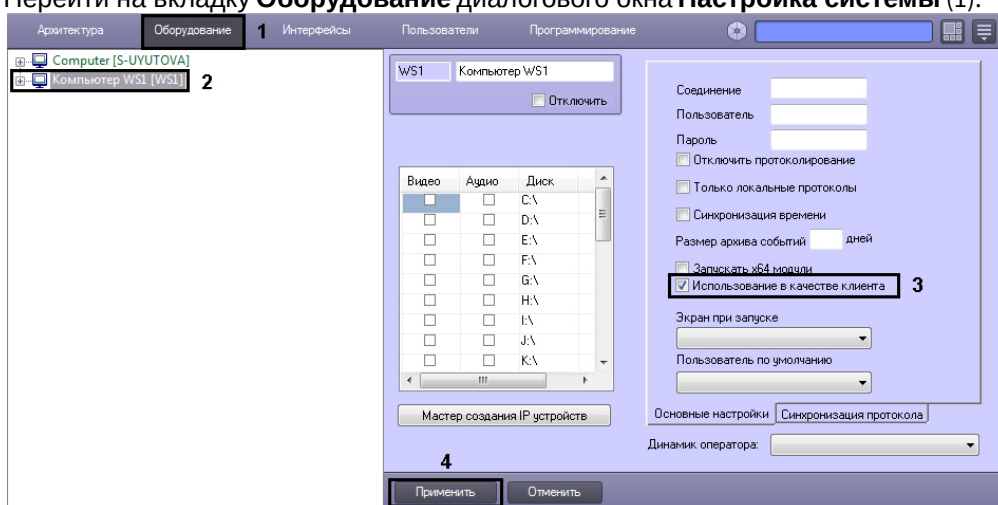 Перейти на вкладку Оборудование диалогового окна Настройка системы (1).
Архитектура Оборудование 1 Интерфейсы Пользователи Программирование
Computer [S-UYUTOVA]
Компьютер WS1 [WS1] 2
WS1 Компьютер WS1
Отключить
Видео Аудио Диск
C:\
D:\
E:\
F:\
G:\
H:\
I:\
J:\
K:\
Мастер создания IP устройств
Соединение
Пользователь
Пароль
Отключить протоколирование
Только локальные протоколы
Синхронизация времени
Размер архива событий дней
Запускать x64 модули
Использование в качестве клиента 3
Экран при запуске
Пользователь по умолчанию
Основные настройки Синхронизация протокола
Динамик оператора:
4
Применить Отменить